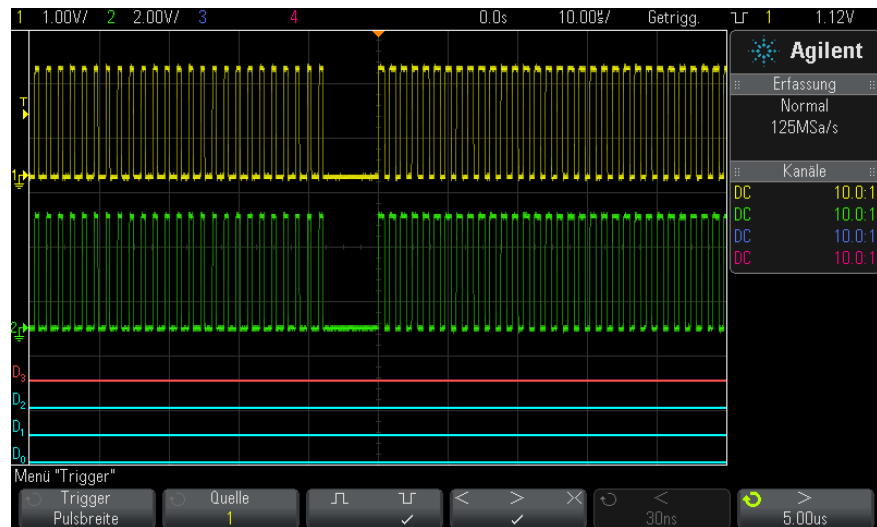 1 1.00V/ 2 2.00V/ 3 4 0.0s 10.00µs/ Getrigg. 1 1.12V
Agilent
Erfassung
Normal
125MSa/s
Kanäle
DC 10.0:1
DC 10.0:1
DC 10.0:1
DC 10.0:1
T
1
2
D3
D2
D1
D0
Menü "Trigger"
Trigger
Pulsbreite
Quelle
1
< > ><
<
30ns
>
5.00us